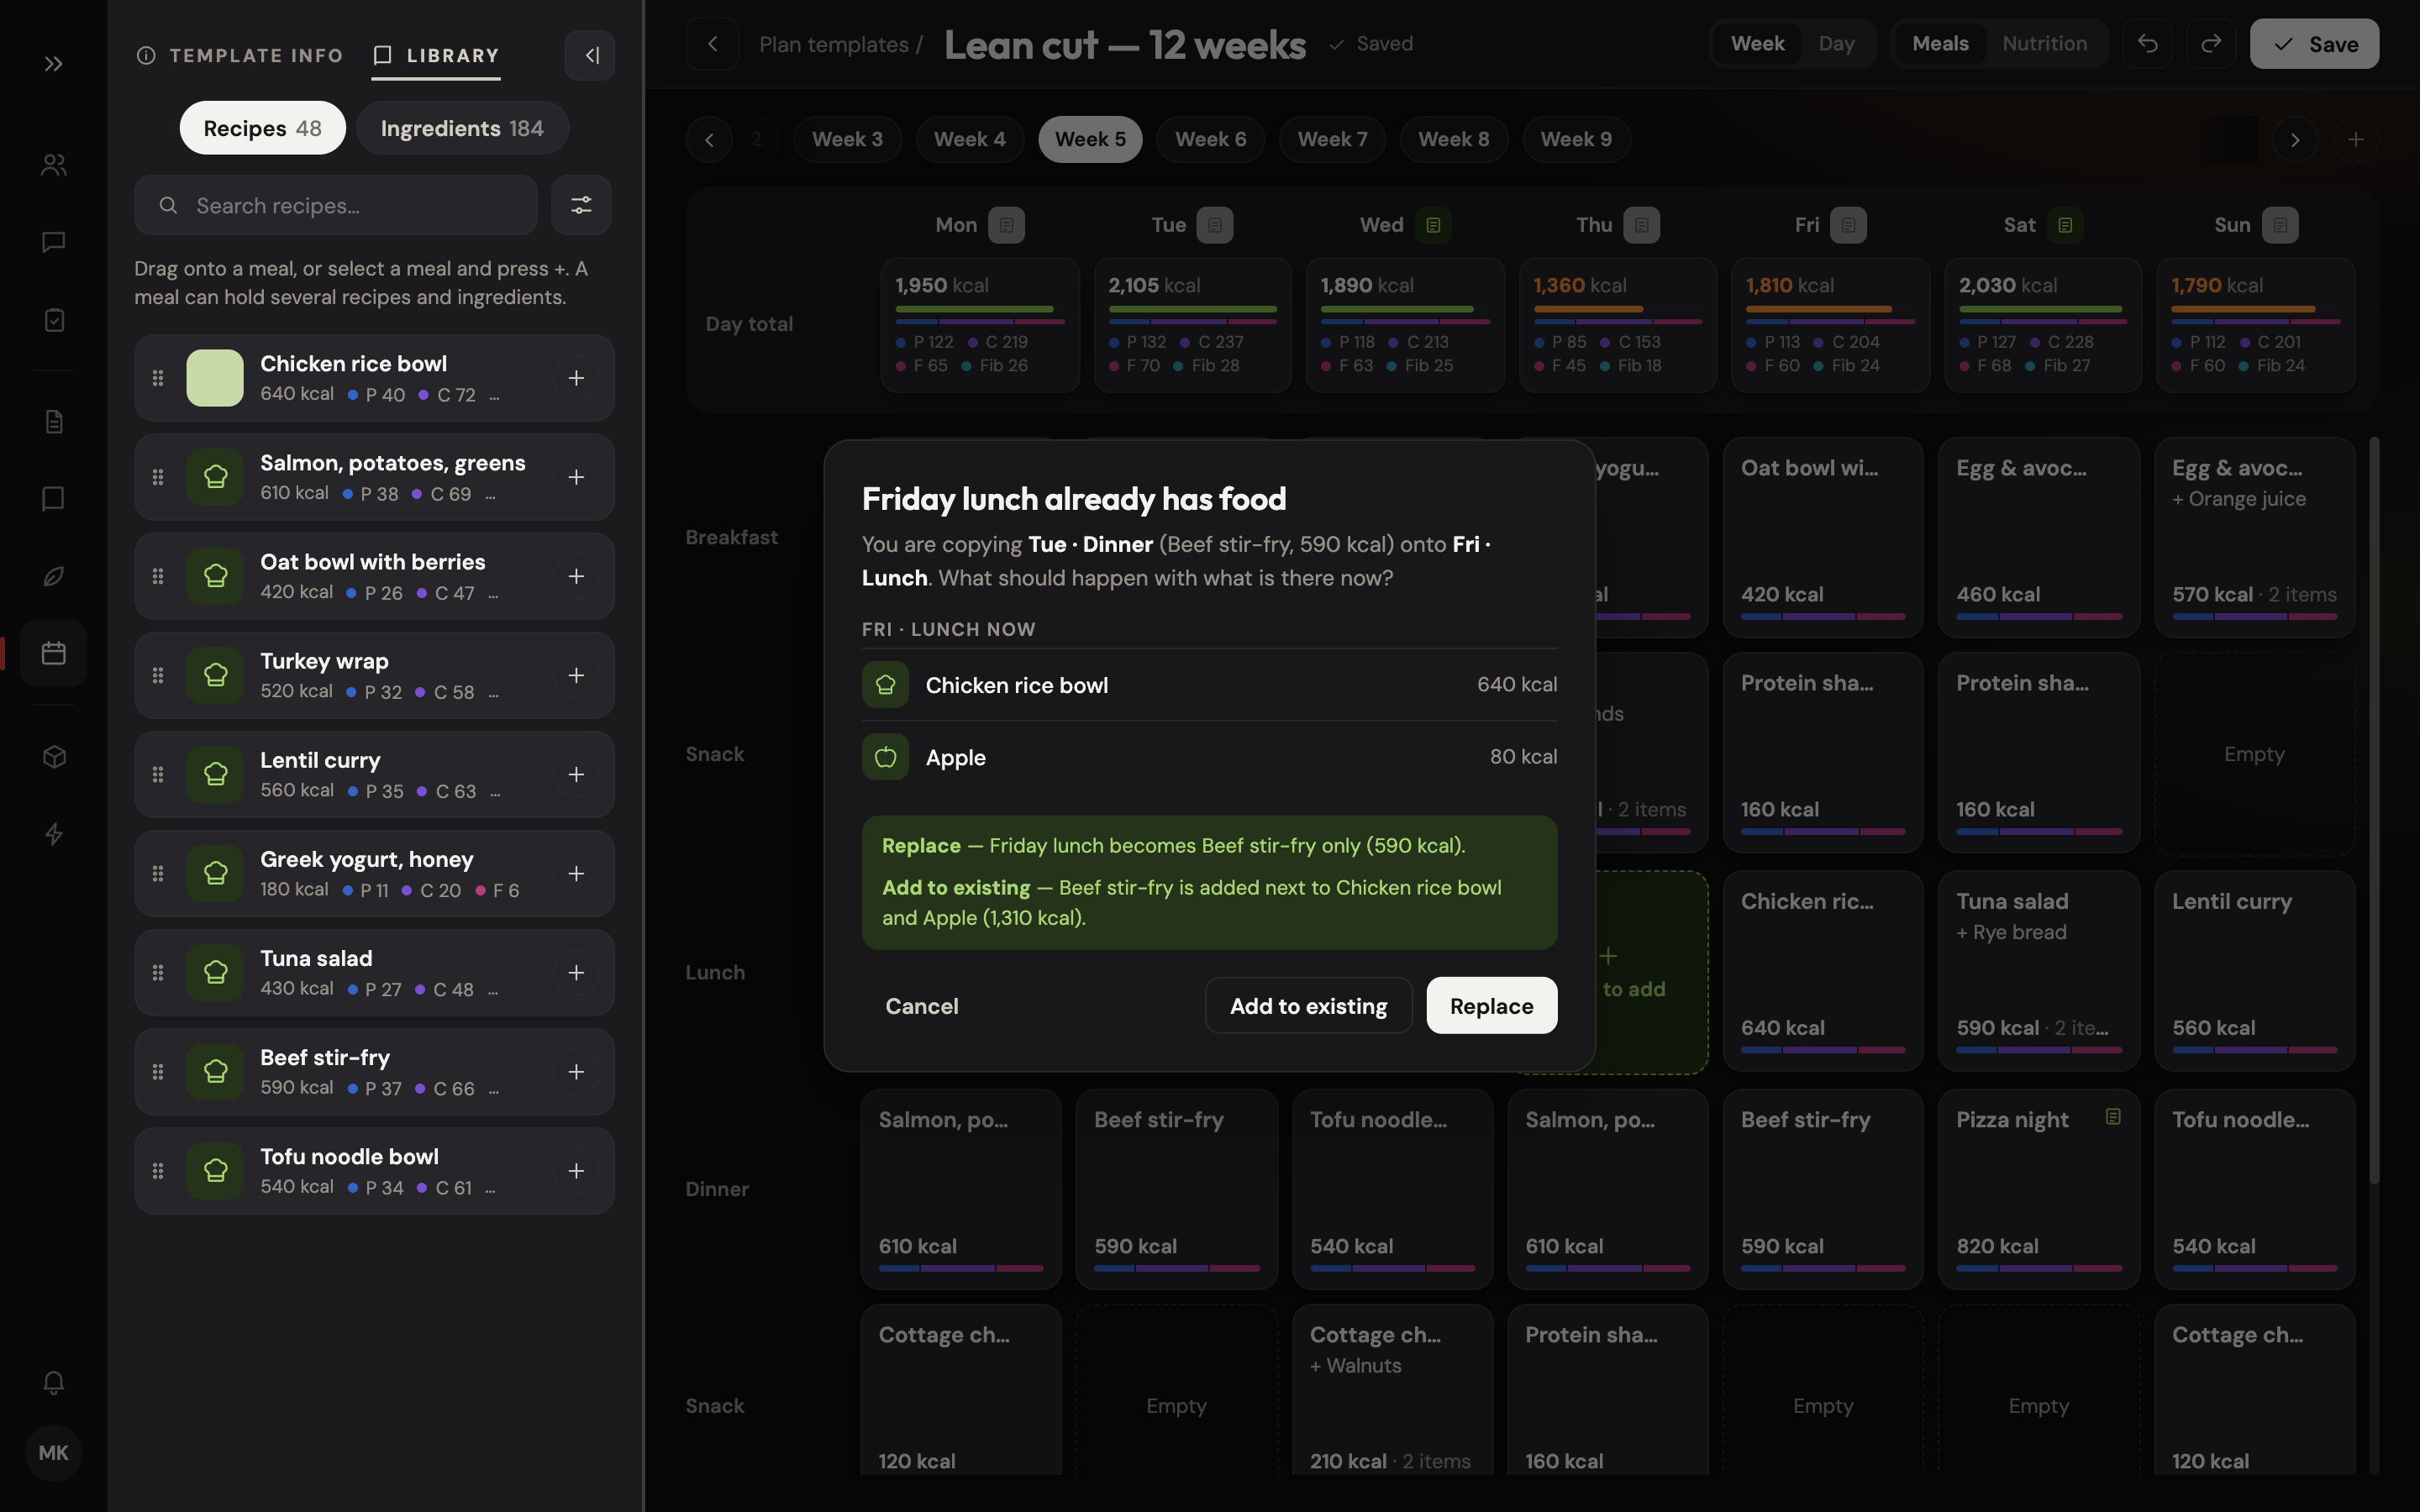 TEMPLATE INFO
LIBRARY
Recipes 48
Ingredients 184
Search recipes...
Drag onto a meal, or select a meal and press +. A
meal can hold several recipes and ingredients.
Chicken rice bowl
640 kcal P 40 C 72 ...
Salmon, potatoes, greens
610 kcal P 38 C 69 ...
Oat bowl with berries
420 kcal P 26 C 47 ...
Turkey wrap
520 kcal P 32 C 58 ...
Lentil curry
560 kcal P 35 C 63 ...
Greek yogurt, honey
180 kcal P 11 C 20 F 6
Tuna salad
430 kcal P 27 C 48 ...
Beef stir-fry
590 kcal P 37 C 66 ...
Tofu noodle bowl
540 kcal P 34 C 61 ...
MK
Plan templates /
Lean cut — 12 weeks
Saved
Week Day
Meals Nutrition
Save
2
Week 3
Week 4
Week 5
Week 6
Week 7
Week 8
Week 9
Mon
Tue
Wed
Thu
Fri
Sat
Sun
Day total
1,950 kcal
P 122 C 219
F 65 Fib 26
2,105 kcal
P 132 C 237
F 70 Fib 28
1,890 kcal
P 118 C 213
F 63 Fib 25
1,360 kcal
P 85 C 153
F 45 Fib 18
1,810 kcal
P 113 C 204
F 60 Fib 24
2,030 kcal
P 127 C 228
F 68 Fib 27
1,790 kcal
P 112 C 201
F 60 Fib 24
Friday lunch already has food
You are copying Tue · Dinner (Beef stir-fry, 590 kcal) onto Fri ·
Lunch. What should happen with what is there now?
FRI · LUNCH NOW
Chicken rice bowl
640 kcal
Apple
80 kcal
Replace — Friday lunch becomes Beef stir-fry only (590 kcal).
Add to existing — Beef stir-fry is added next to Chicken rice bowl
and Apple (1,310 kcal).
Cancel
Add to existing
Replace
Breakfast
Oat bowl wi...
420 kcal
Egg & avoc...
460 kcal
Egg & avoc...
+ Orange juice
570 kcal · 2 items
Snack
· 2 items
Protein sha...
160 kcal
Protein sha...
160 kcal
Empty
Lunch
to add
Chicken ric...
640 kcal
Tuna salad
+ Rye bread
590 kcal · 2 ite...
Lentil curry
560 kcal
Dinner
Salmon, po...
610 kcal
Beef stir-fry
590 kcal
Tofu noodle...
540 kcal
Salmon, po...
610 kcal
Beef stir-fry
590 kcal
Pizza night
820 kcal
Tofu noodle...
540 kcal
Snack
Cottage ch...
120 kcal
Empty
Cottage ch...
+ Walnuts
210 kcal · 2 items
Protein sha...
160 kcal
Empty
Empty
Cottage ch...
120 kcal